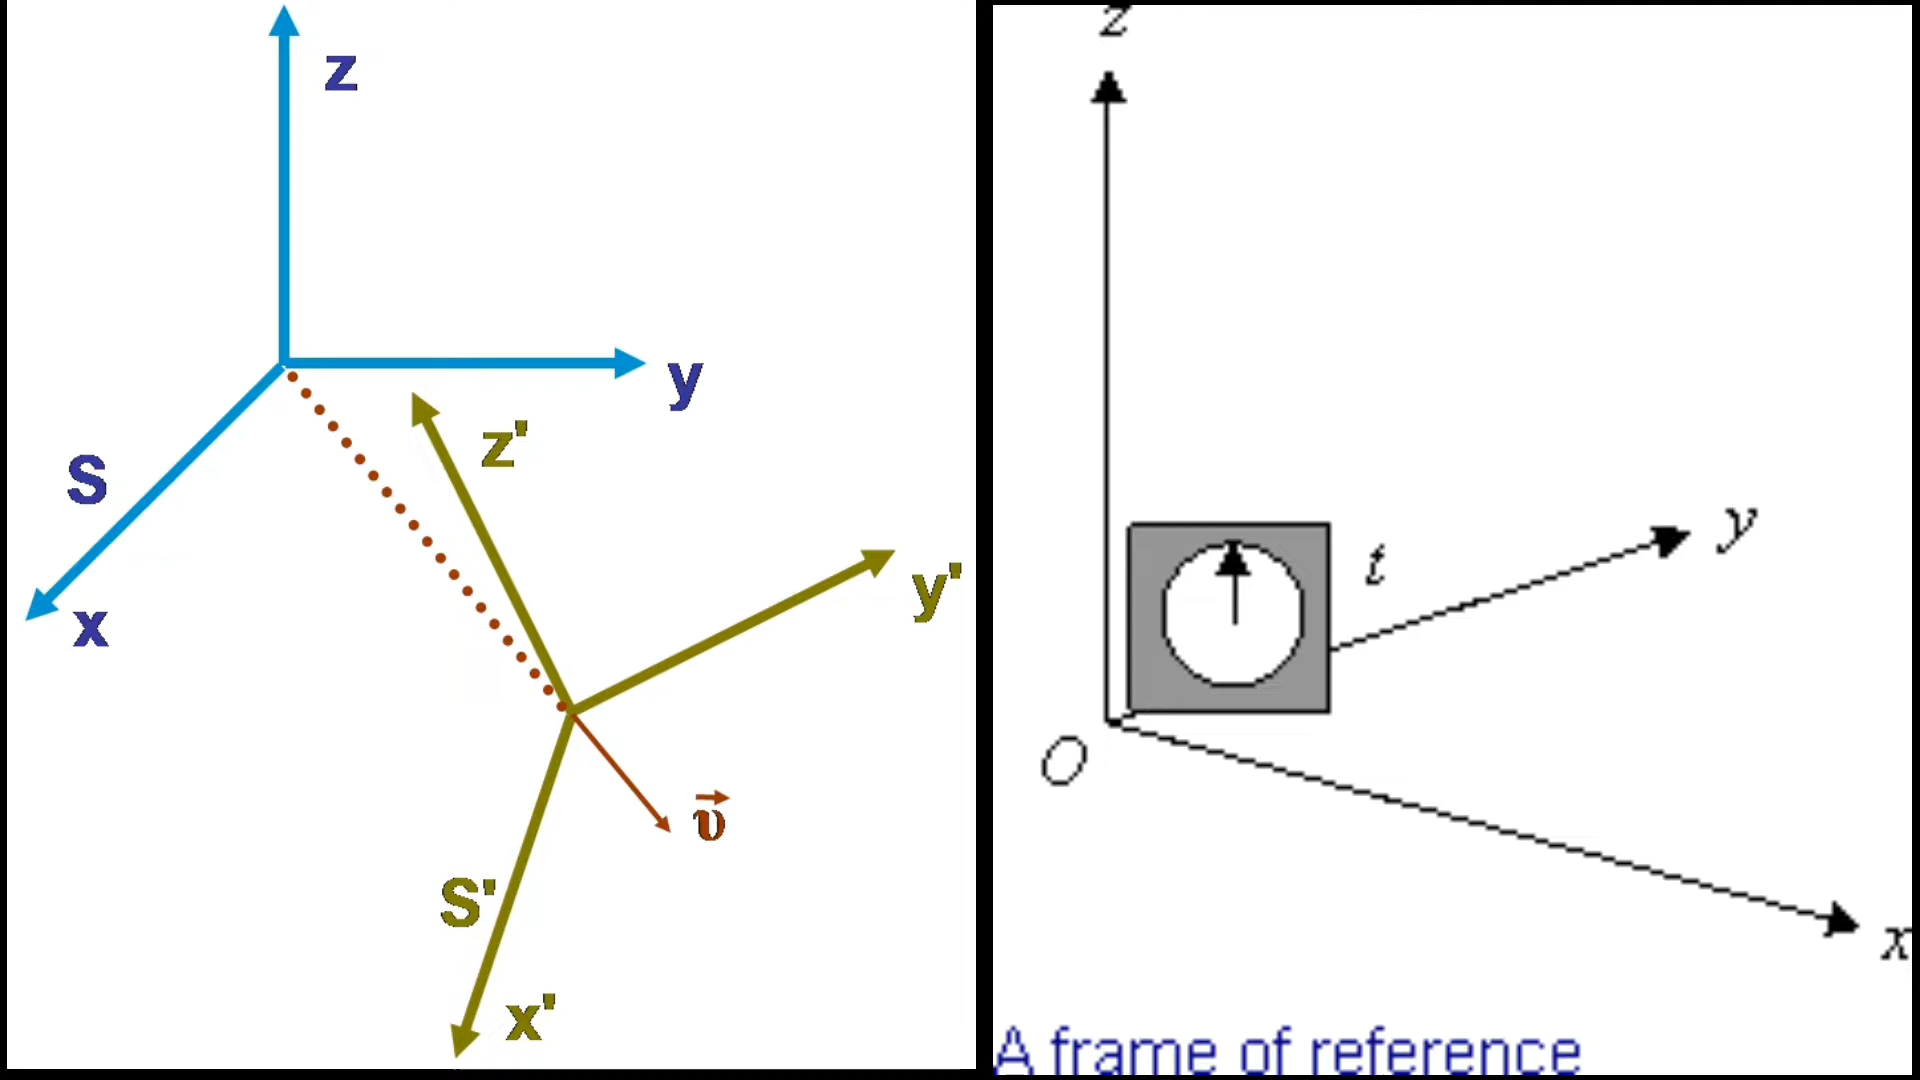 z
y
S
x
z'
y'
v⃗
S'
x'
z
y
t
O
x
A frame of reference